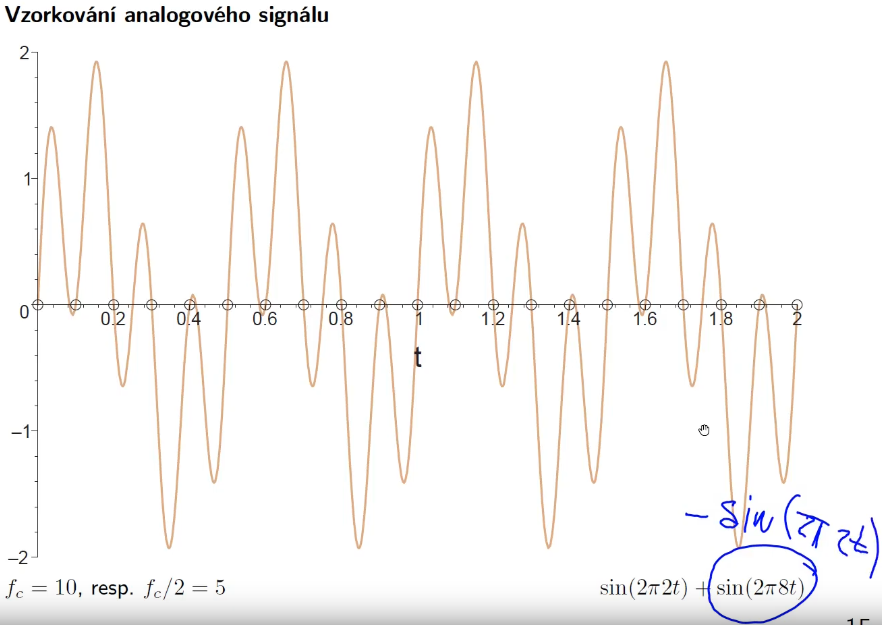 Vzorkování analogového signálu
2
1
0
0.2 0.4 0.6 0.8 1 1.2 1.4 1.6 1.8 2
t
−1
−2
− sin(2π2t)
f_c = 10, resp. f_c/2 = 5
sin(2π2t) + sin(2π8t)
15